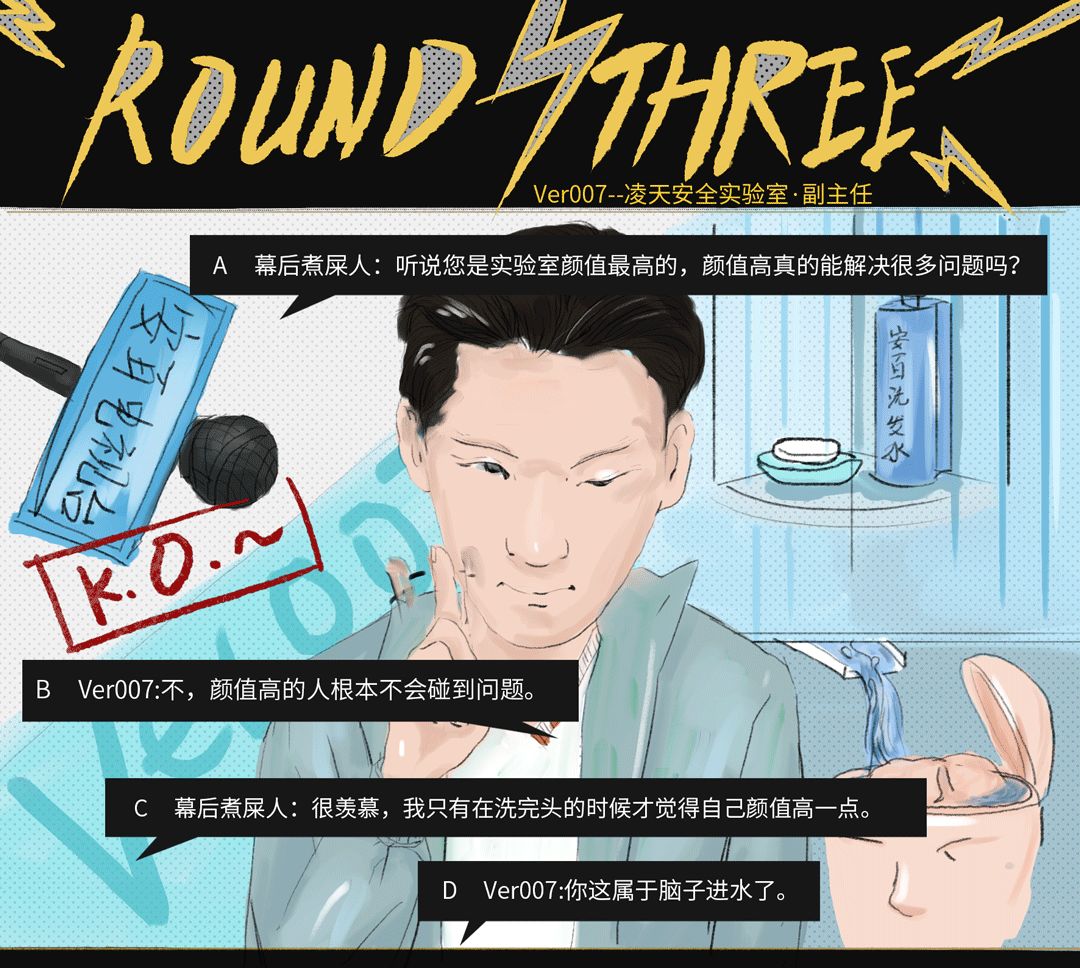 ROUND THREE
Ver007--凌天安全实验室·副主任
A 幕后煮屎人：听说您是实验室颜值最高的，颜值高真的能解决很多问题吗？
安百洗发水
K.O.~
Ver007
B Ver007:不，颜值高的人根本不会碰到问题。
C 幕后煮屎人：很羡慕，我只有在洗完头的时候才觉得自己颜值高一点。
D Ver007:你这属于脑子进水了。